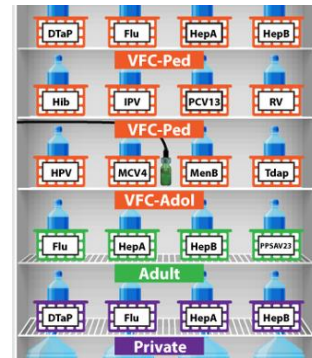 DTaP Flu HepA HepB
VFC-Ped
Hib IPV PCV13 RV
VFC-Ped
HPV MCV4 MenB Tdap
VFC-Adol
Flu HepA HepB PPSAV23
Adult
DTaP Flu HepA HepB
Private